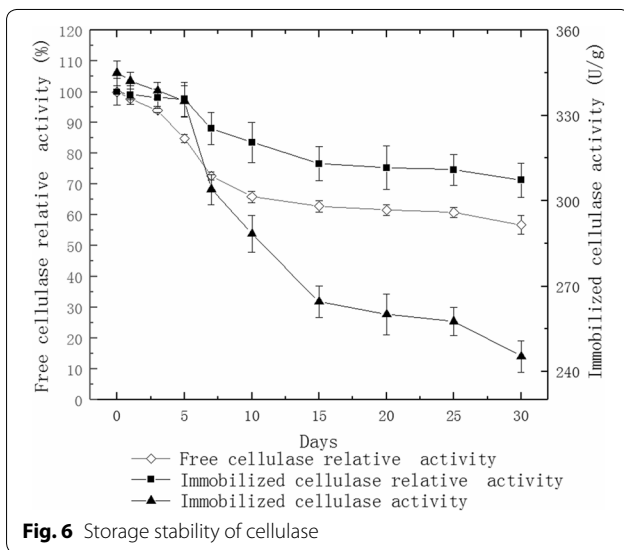 Free cellulase relative activity (%)
120
110
100
90
80
70
60
50
40
30
20
10
0
360
330
300
270
240
Immobilized cellulase activity (U/g)
0 5 10 15 20 25 30
Days
Free cellulase relative activity
Immobilized cellulase relative activity
Immobilized cellulase activity
Fig. 6 Storage stability of cellulase